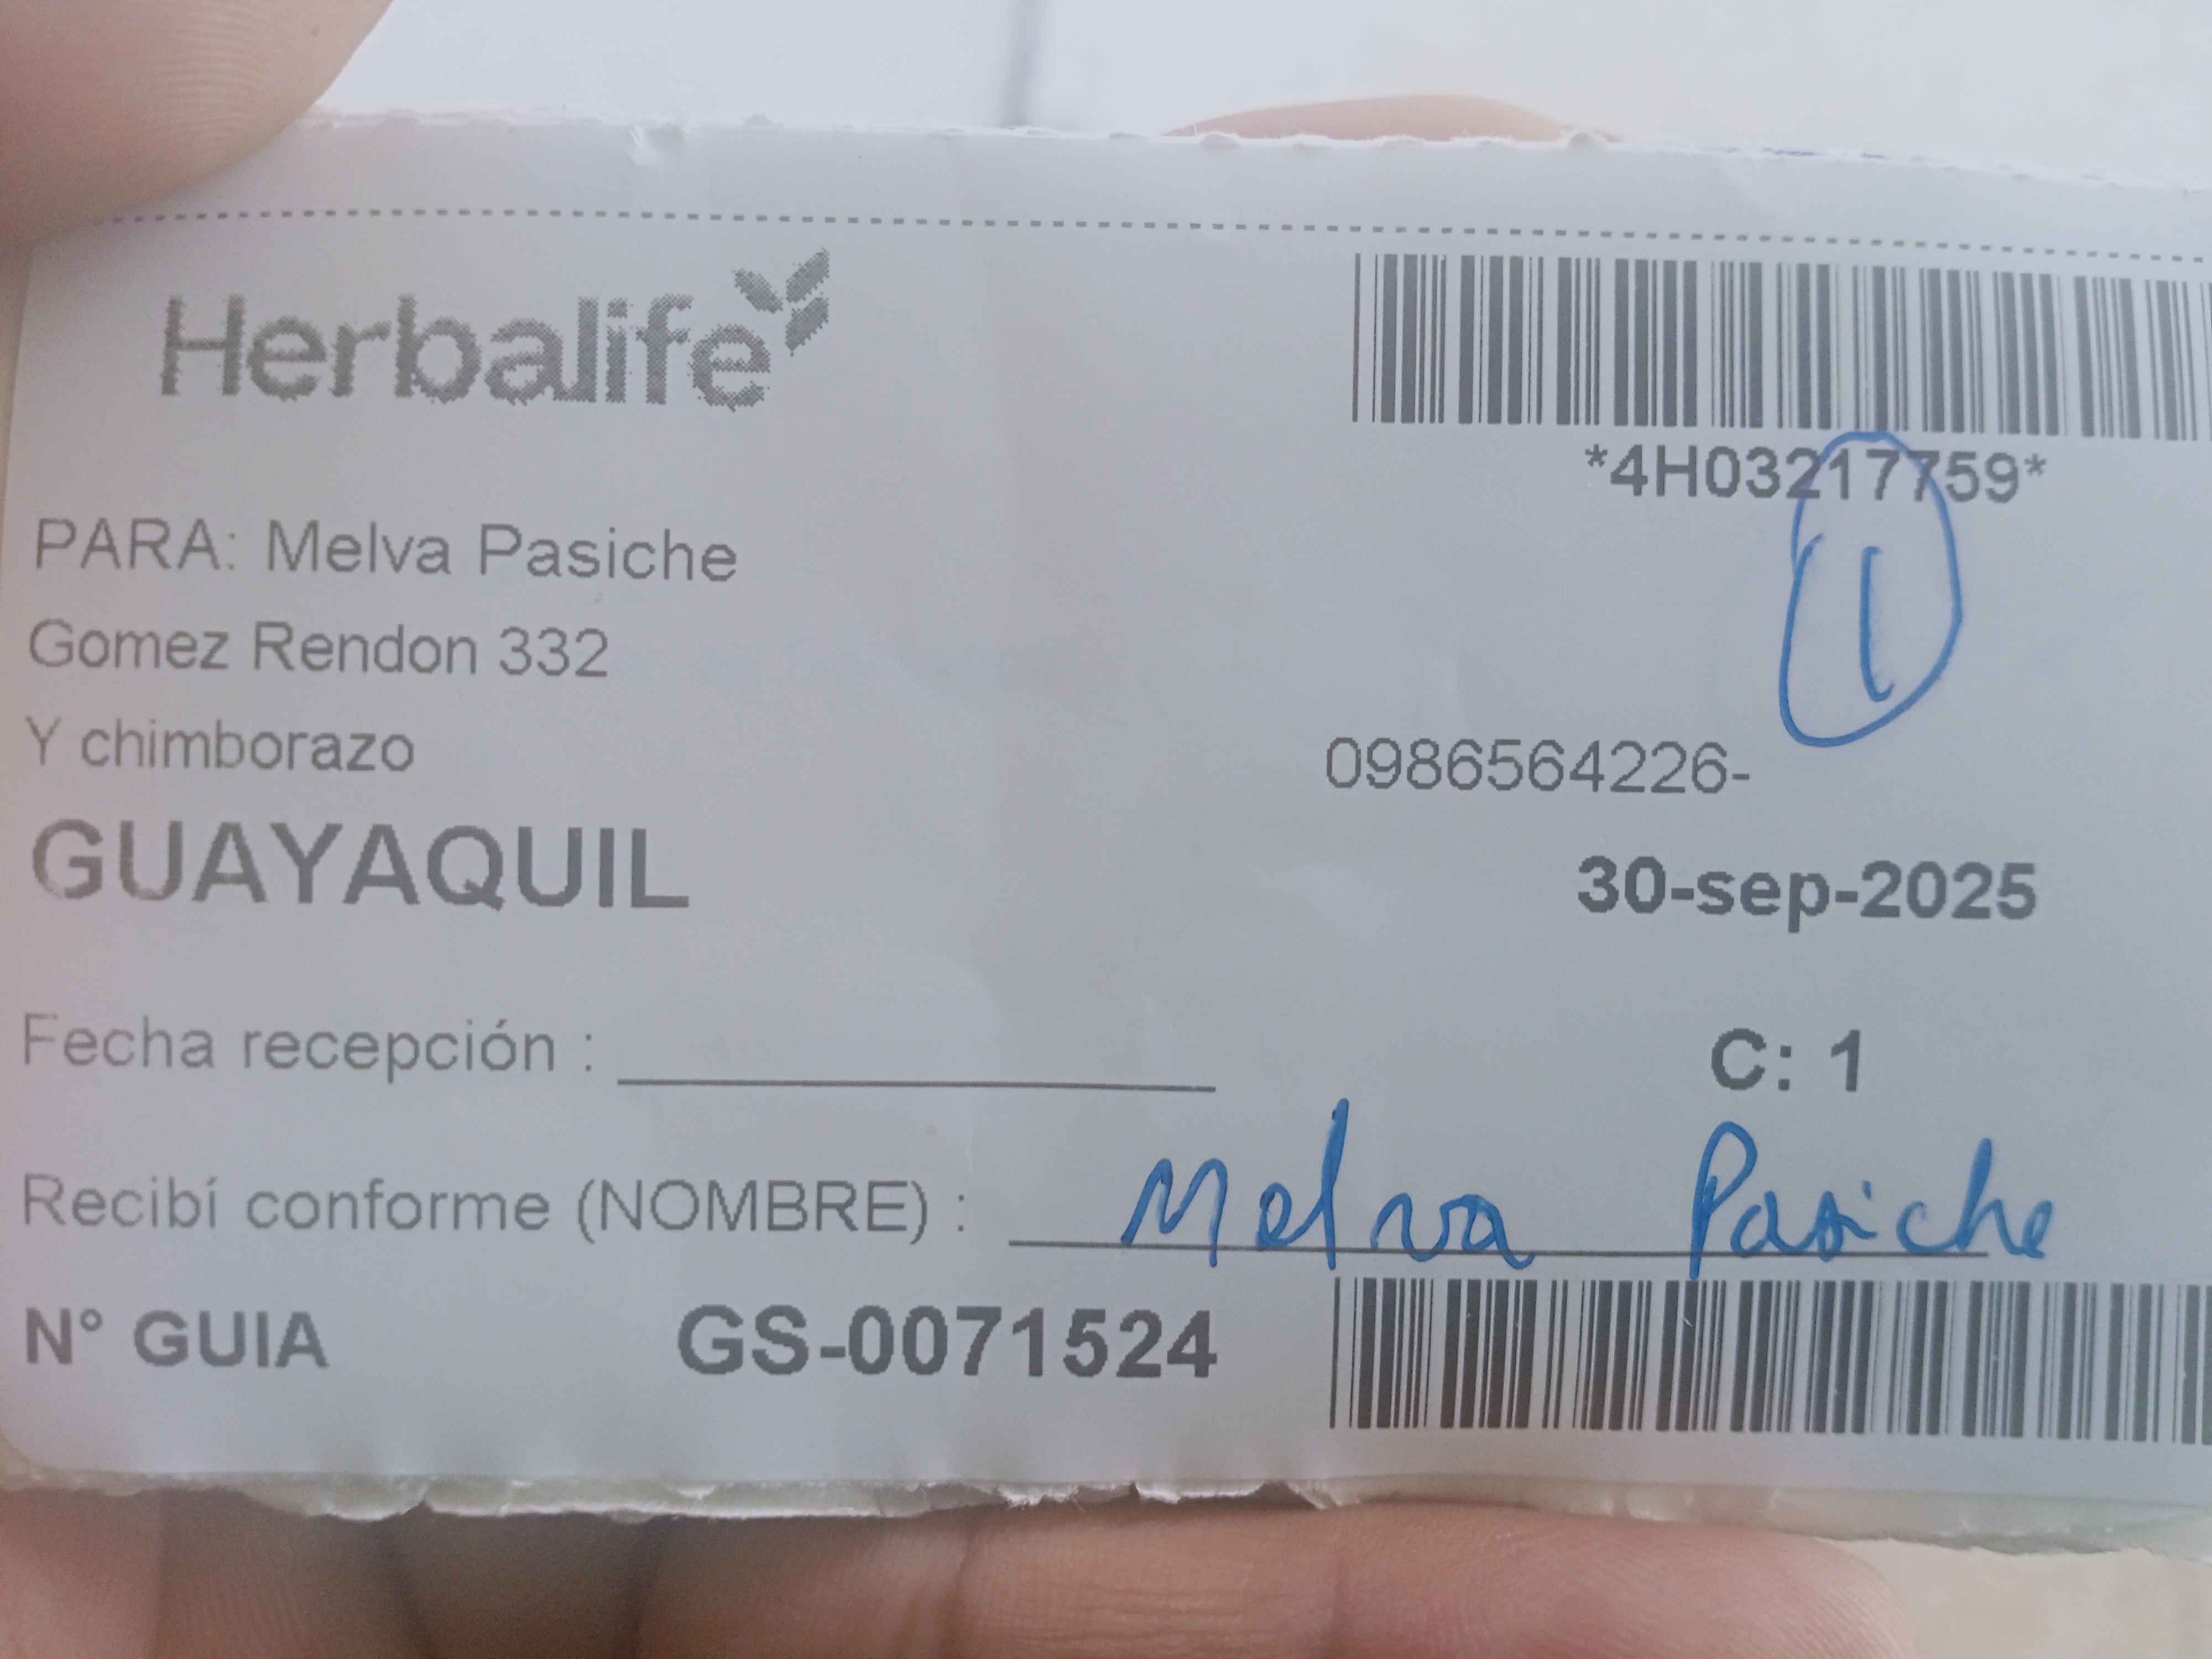 Herbalife
*4H03217759*
1
PARA: Melva Pasiche
Gomez Rendon 332
Y chimborazo
0986564226-
GUAYAQUIL
30-sep-2025
Fecha recepción :
C: 1
Recibí conforme (NOMBRE) : Melva Pasiche
N° GUIA GS-0071524